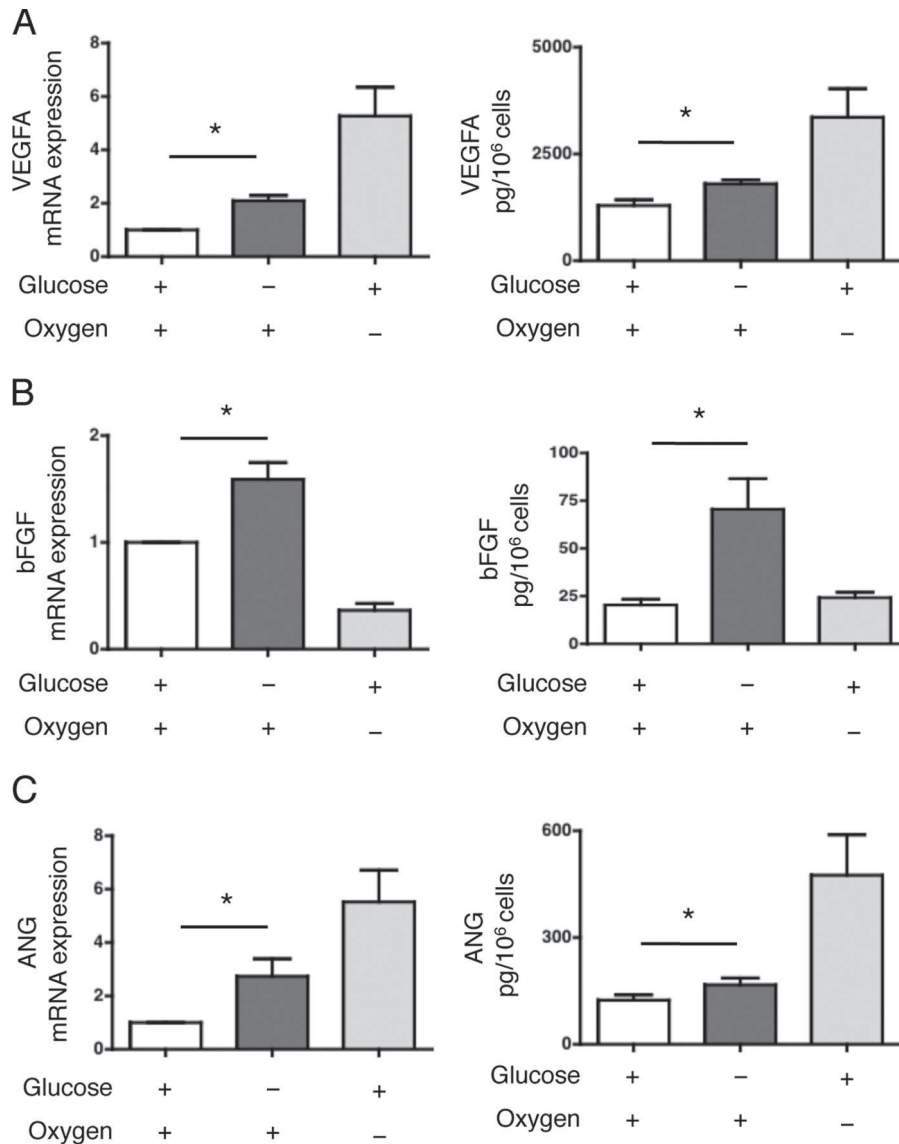 A
VEGFA
mRNA expression
8
6
4
2
0
*
Glucose + − +
Oxygen + + −
VEGFA
pg/10⁶ cells
5000
2500
0
*
Glucose + − +
Oxygen + + −
B
bFGF
mRNA expression
2
1
0
*
Glucose + − +
Oxygen + + −
bFGF
pg/10⁶ cells
100
75
50
25
0
*
Glucose + − +
Oxygen + + −
C
ANG
mRNA expression
8
6
4
2
0
*
Glucose + − +
Oxygen + + −
ANG
pg/10⁶ cells
600
300
0
*
Glucose + − +
Oxygen + + −